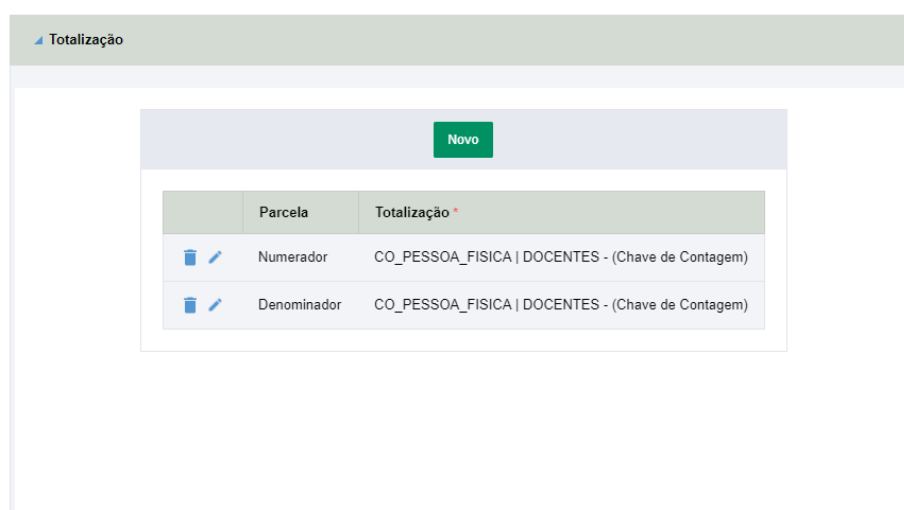 Totalização
Novo
Parcela Totalização *
Numerador CO_PESSOA_FISICA | DOCENTES - (Chave de Contagem)
Denominador CO_PESSOA_FISICA | DOCENTES - (Chave de Contagem)